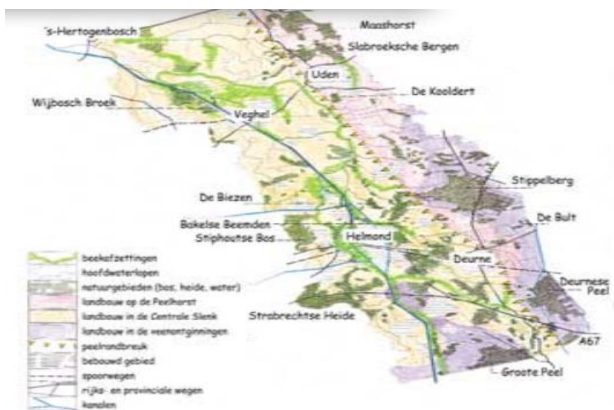 Maashorst
's-Hertogenbosch
Slabroeksche Bergen
Uden
De Kooldert
Wijbosch Broek
Veghel
Stippelberg
De Biezen
De Bult
Bakelse Beemden
Stiphoutse Bos
Helmond
Deurne
Deurnese
Peel
Strabrechtse Heide
A67
Groote Peel
beekafzettingen
hoofdwaterlopen
natuurgebieden (bos, heide, water)
landbouw op de Peelhorst
landbouw in de Centrale Slenk
landbouw in de veenontginningen
peelrandbreuk
bebouwd gebied
spoorwegen
rijks- en provinciale wegen
kanalen